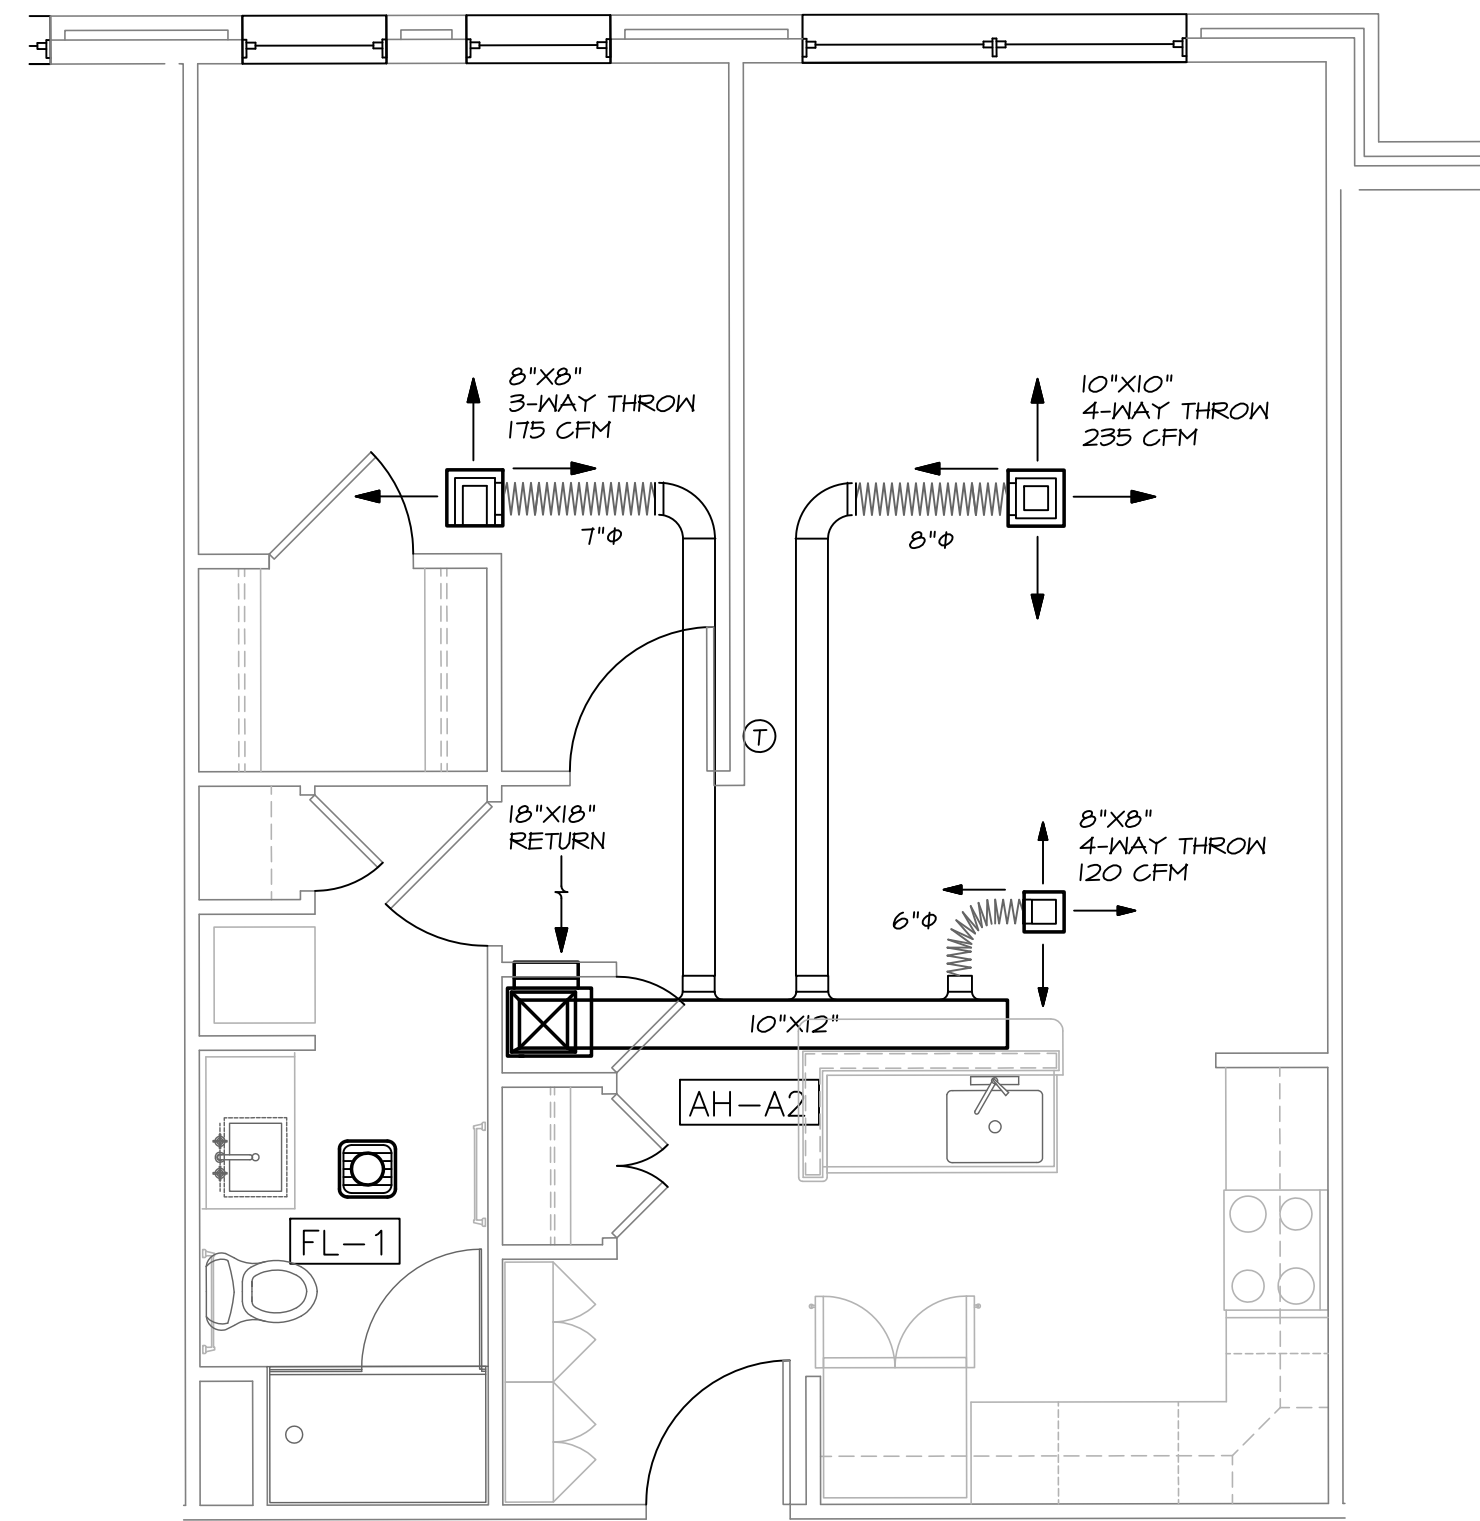 8"X8"
3-WAY THROW
175 CFM
10"X10"
4-WAY THROW
235 CFM
7"Φ
8"Φ
T
18"X18"
RETURN
8"X8"
4-WAY THROW
120 CFM
6"Φ
10"X12"
AH-A2
FL-1